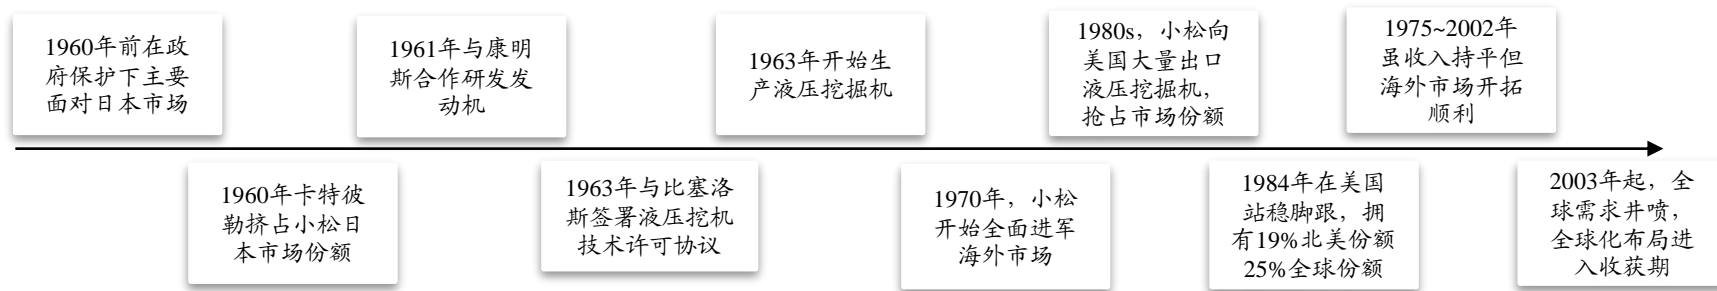 1960年前在政
府保护下主要
面对日本市场
1960年卡特彼
勒挤占小松日
本市场份额
1961年与康明
斯合作研发发
动机
1963年与比塞洛
斯签署液压挖机
技术许可协议
1963年开始生
产液压挖掘机
1970年，小松
开始全面进军
海外市场
1980s，小松向
美国大量出口
液压挖掘机，
抢占市场份额
1984年在美国
站稳脚跟，拥
有19%北美份额
25%全球份额
1975~2002年
虽收入持平但
海外市场开拓
顺利
2003年起，全
球需求井喷，
全球化布局进
入收获期